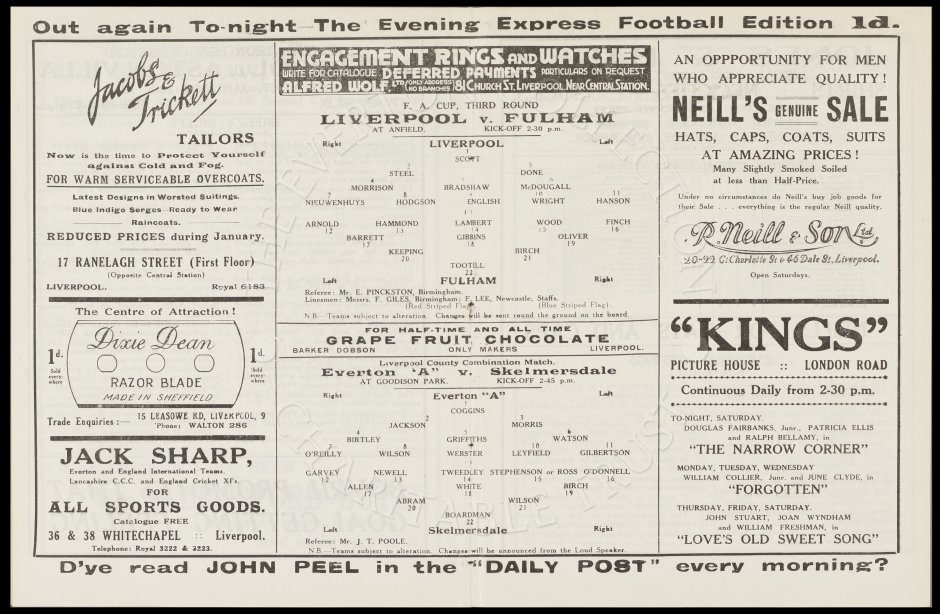 Out again To-night—The Evening Express Football Edition 1d.
Jacobs & Trickett
TAILORS
Now is the time to Protect Yourself
against Cold and Fog.
FOR WARM SERVICEABLE OVERCOATS.
Latest Designs in Worsted Suitings.
Blue Indigo Serges—Ready to Wear
Raincoats.
REDUCED PRICES during January.
17 RANELAGH STREET (First Floor)
(Opposite Central Station)
LIVERPOOL. Royal 6183
The Centre of Attraction !
Dixie Dean
1d. 1d.
Sold every-where Sold every-where
RAZOR BLADE
MADE IN SHEFFIELD
Trade Enquiries :— 15 LEASOWE RD, LIVERPOOL, 9
'Phone: WALTON 286
JACK SHARP,
Everton and England International Teams.
Lancashire C.C.C. and England Cricket XI's.
FOR
ALL SPORTS GOODS.
Catalogue FREE
36 & 38 WHITECHAPEL :: Liverpool.
Telephone: Royal 3222 & 3223.
ENGAGEMENT RINGS AND WATCHES
WRITE FOR CATALOGUE. DEFERRED PAYMENTS PARTICULARS ON REQUEST
ALFRED WOLF, LTD (ONLY ADDRESS NO BRANCHES) 81 CHURCH ST, LIVERPOOL. NEAR CENTRAL STATION.
F. A. CUP, THIRD ROUND
LIVERPOOL v. FULHAM
AT ANFIELD. KICK-OFF 2-30 p.m.
Right LIVERPOOL Left
1
SCOTT
2 3
STEEL DONE
4 5 6
MORRISON BRADSHAW McDOUGALL
7 8 9 10 11
NIEUWENHUYS HODGSON ENGLISH WRIGHT HANSON
ARNOLD HAMMOND LAMBERT WOOD FINCH
12 13 14 15 16
BARRETT GIBBINS OLIVER
17 18 19
KEEPING BIRCH
20 21
TOOTILL
22
Left FULHAM Right
Referee: Mr. E. PINCKSTON, Birmingham.
Linesmen: Messrs. F. GILES, Birmingham; F. LEE, Newcastle, Staffs.
(Red Striped Flag) (Blue Striped Flag).
N.B—Teams subject to alteration. Changes will be sent round the ground on the board.
FOR HALF-TIME AND ALL TIME
GRAPE FRUIT CHOCOLATE
BARKER DOBSON ONLY MAKERS LIVERPOOL.
Liverpool County Combination Match.
Everton 'A' v. Skelmersdale
AT GOODISON PARK. KICK-OFF 2-45 p.m.
Right Everton "A" Left
1
COGGINS
2 3
JACKSON MORRIS
4 5 6
BIRTLEY GRIFFITHS WATSON
7 8 9 10 11
O'REILLY WILSON WEBSTER LEYFIELD GILBERTSON
GARVEY NEWELL TWEEDLEY STEPHENSON or ROSS O'DONNELL
12 13 14 15 16
ALLEN WHITE BIRCH
17 18 19
ABRAM WILSON
20 21
BOARDMAN
22
Left Skelmersdale Right
Referee: Mr. J. T. POOLE.
N.B.—Teams subject to alteration. Changes will be announced from the Loud Speaker.
AN OPPPORTUNITY FOR MEN
WHO APPRECIATE QUALITY !
NEILL'S GENUINE SALE
HATS, CAPS, COATS, SUITS
AT AMAZING PRICES !
Many Slightly Smoked Soiled
at less than Half-Price.
Under no circumstances do Neill's buy job goods for
their Sale . . . everything is the regular Neill quality.
R. Neill & Son Ltd.
20-22 Gt. Charlotte St & 46 Dale St, Liverpool.
Open Saturdays.
"KINGS"
PICTURE HOUSE :: LONDON ROAD
Continuous Daily from 2-30 p.m.
TO-NIGHT, SATURDAY.
DOUGLAS FAIRBANKS, Junr., PATRICIA ELLIS
and RALPH BELLAMY, in
"THE NARROW CORNER"
MONDAY, TUESDAY, WEDNESDAY
WILLIAM COLLIER, Junr. and JUNE CLYDE, in
"FORGOTTEN"
THURSDAY, FRIDAY, SATURDAY.
JOHN STUART, JOAN WYNDHAM
and WILLIAM FRESHMAN, in
"LOVE'S OLD SWEET SONG"
D'ye read JOHN PEEL in the "DAILY POST" every morning?